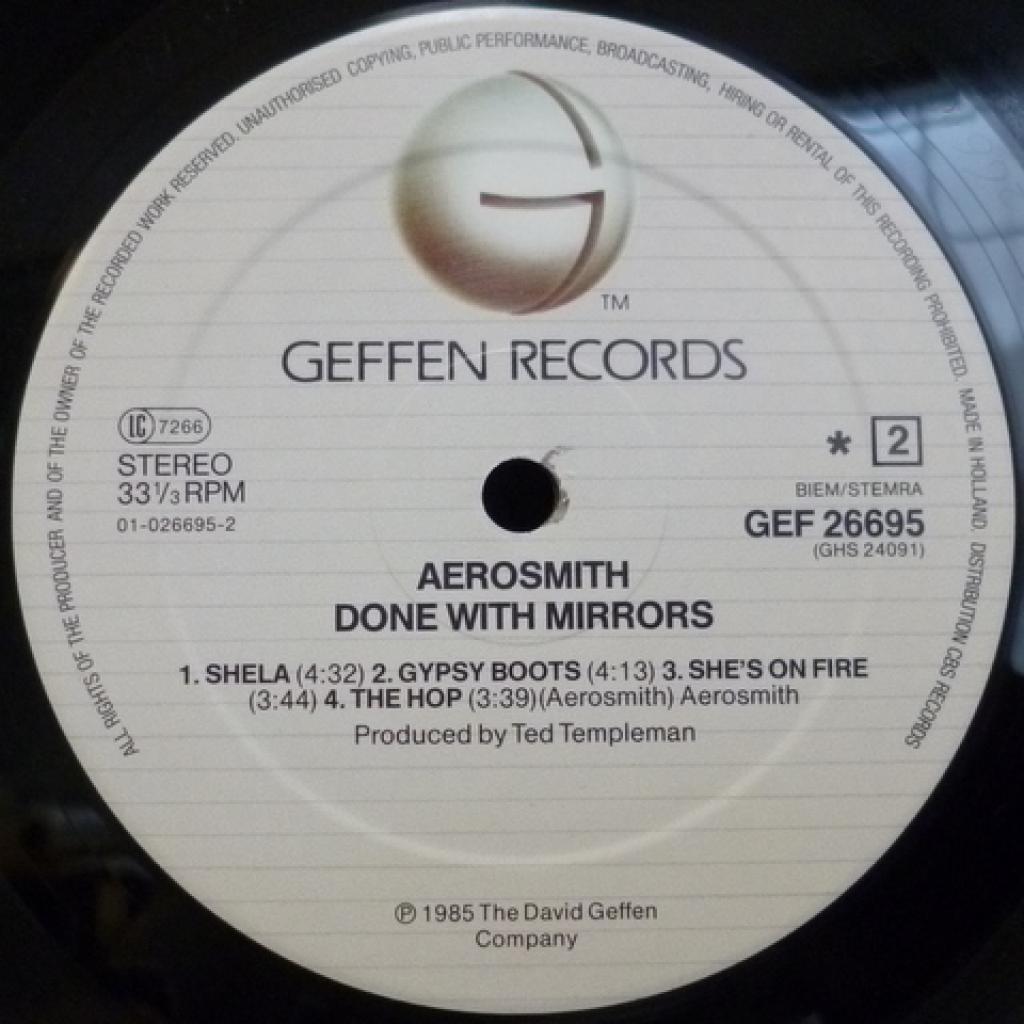 ALL RIGHTS OF THE PRODUCER AND OF THE OWNER OF THE RECORDED WORK RESERVED. UNAUTHORISED COPYING, PUBLIC PERFORMANCE, BROADCASTING, HIRING OR RENTAL OF THIS RECORDING PROHIBITED. MADE IN HOLLAND. DISTRIBUTION CBS RECORDS
TM
GEFFEN RECORDS
LC 7266
STEREO
33 1/3 RPM
01-026695-2
* 2
BIEM/STEMRA
GEF 26695
(GHS 24091)
AEROSMITH
DONE WITH MIRRORS
1. SHELA (4:32) 2. GYPSY BOOTS (4:13) 3. SHE'S ON FIRE
(3:44) 4. THE HOP (3:39)(Aerosmith) Aerosmith
Produced by Ted Templeman
℗ 1985 The David Geffen
Company